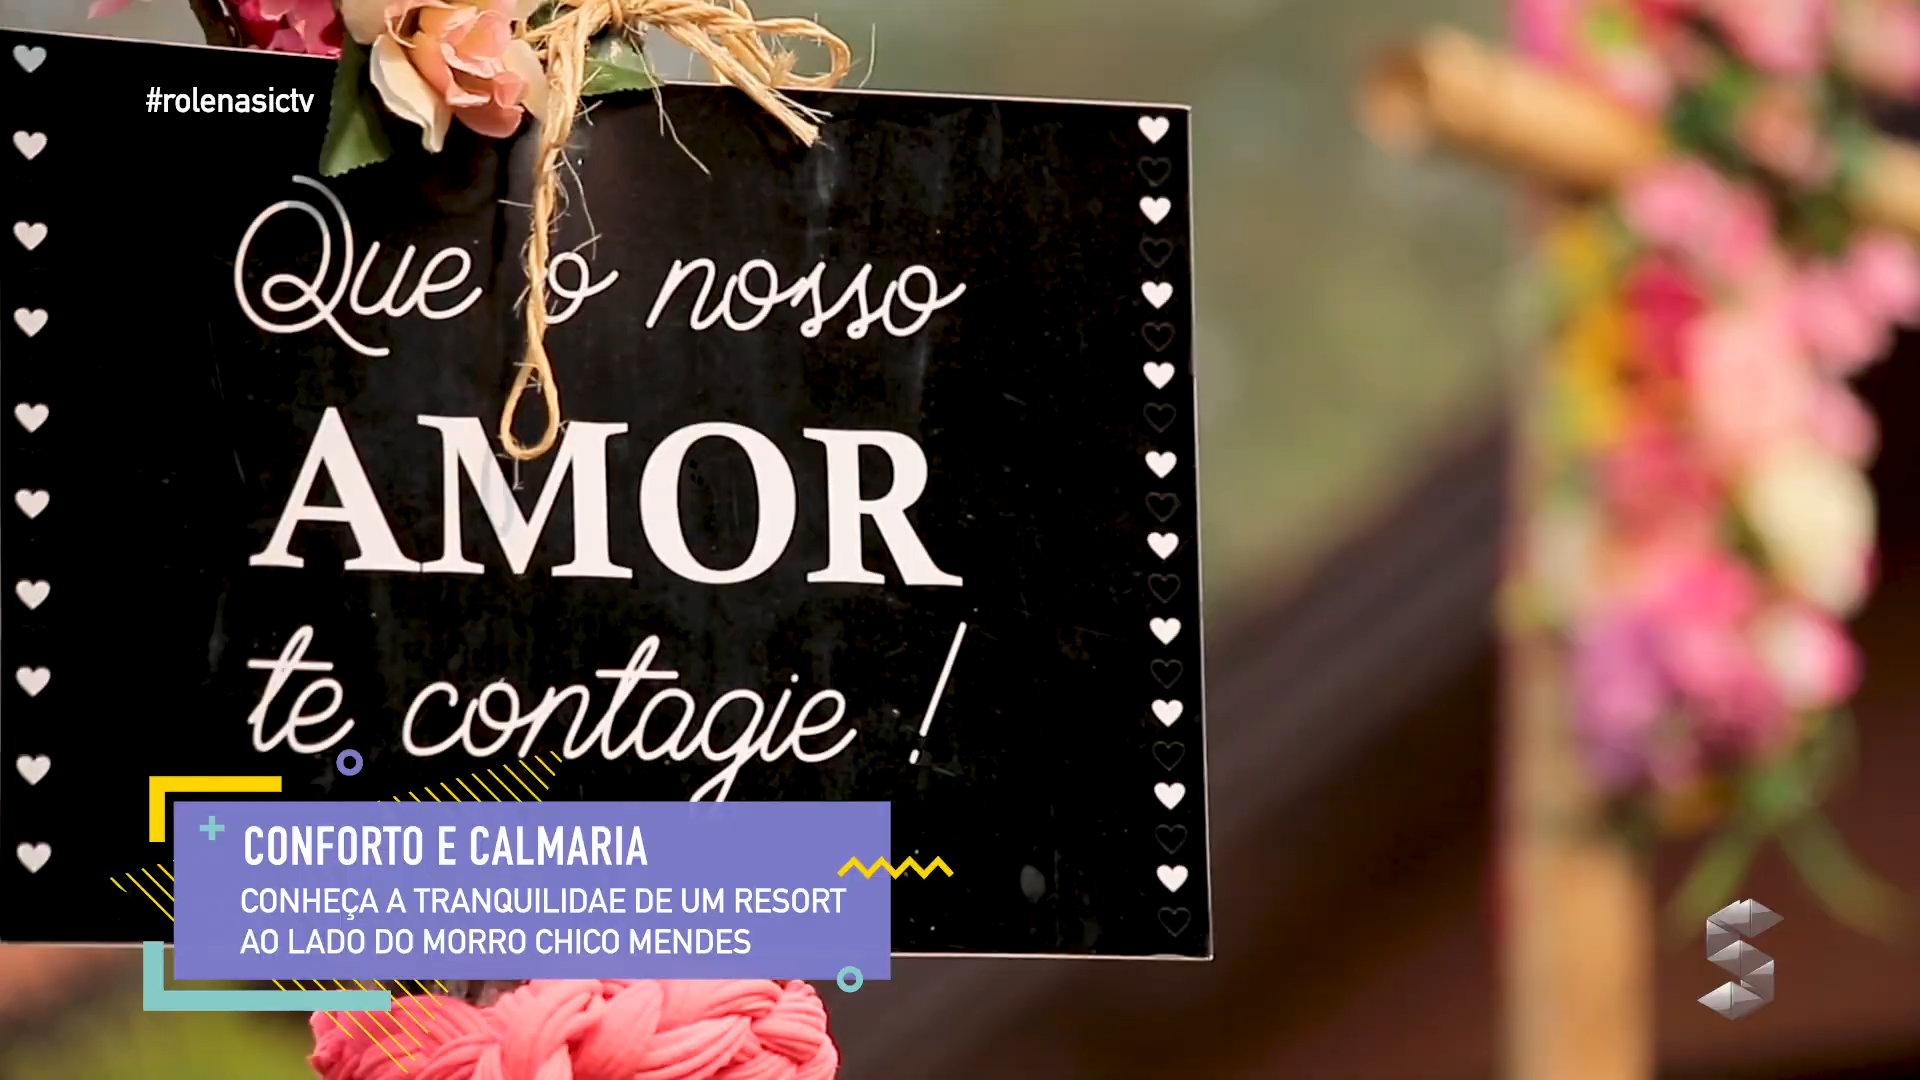 #rolenasictv
Que o nosso
AMOR
te contagie !
CONFORTO E CALMARIA
CONHEÇA A TRANQUILIDAE DE UM RESORT
AO LADO DO MORRO CHICO MENDES